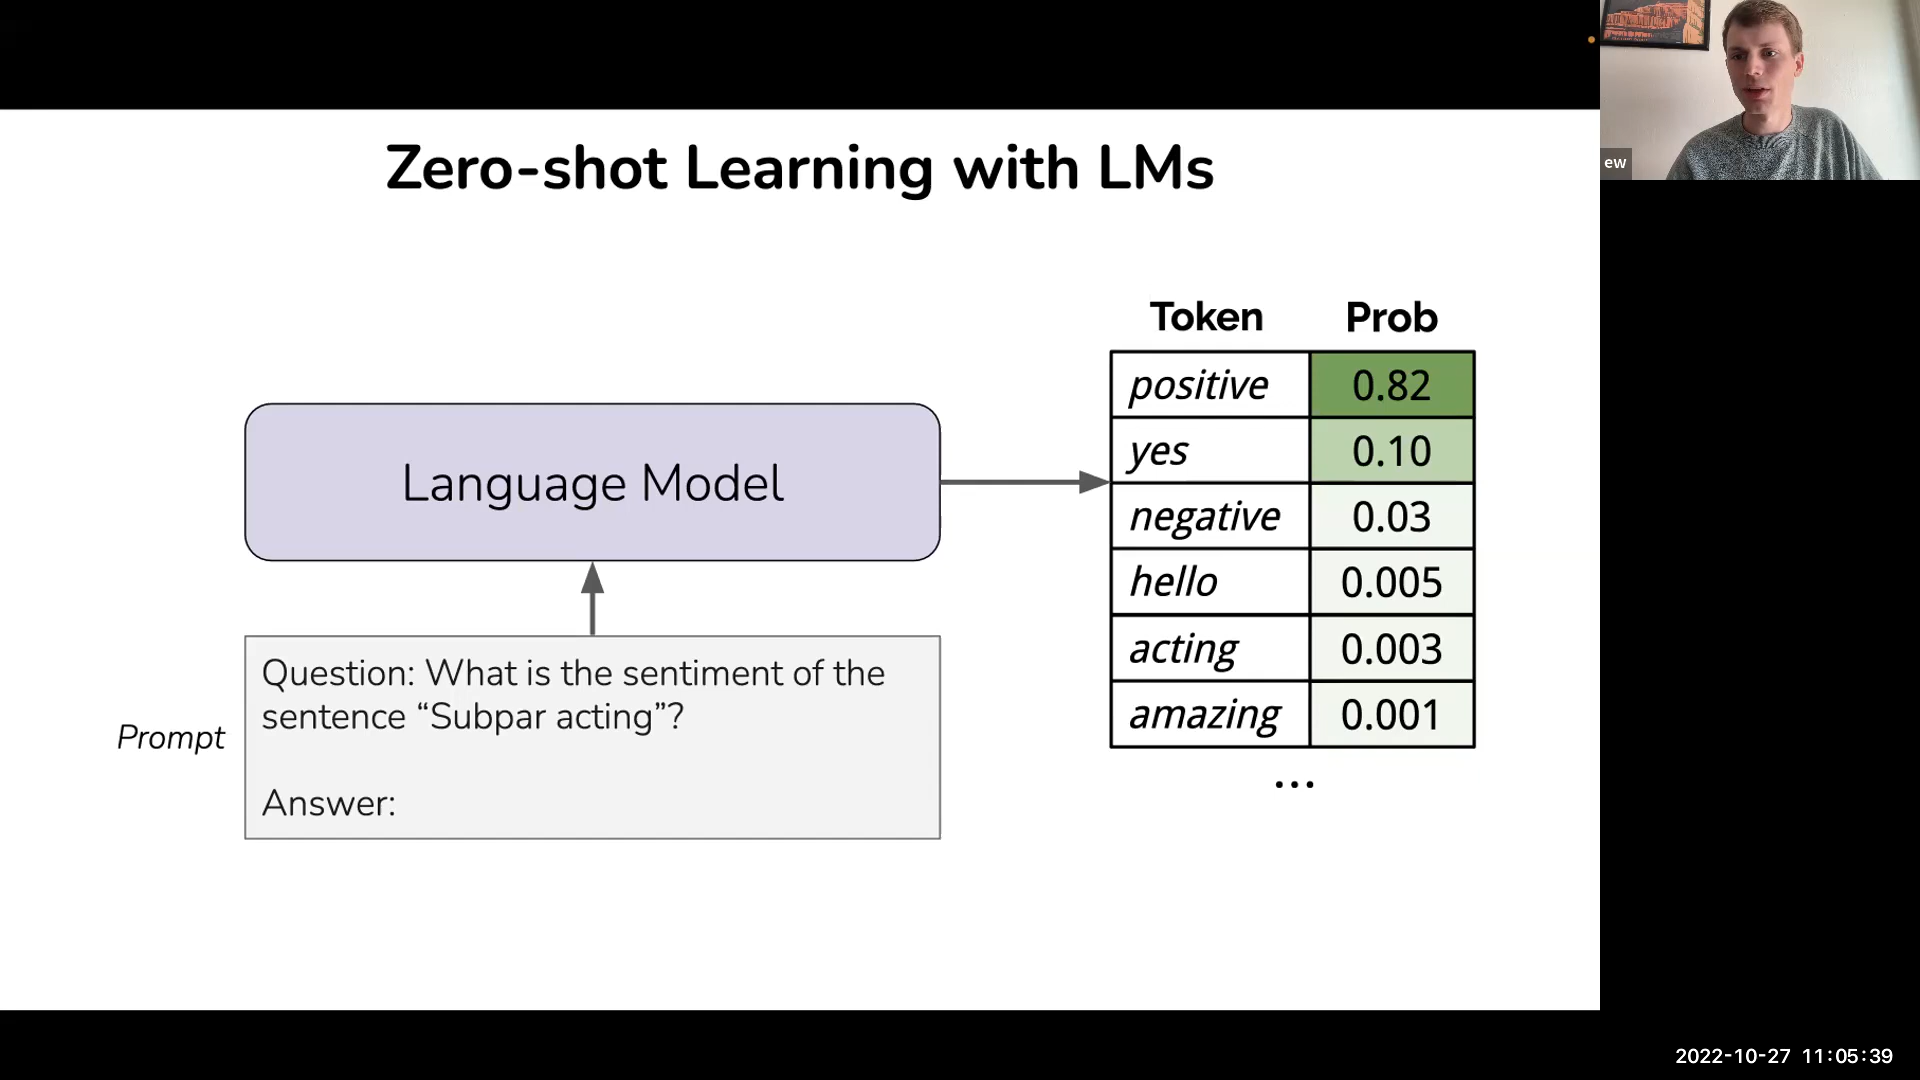 Zero-shot Learning with LMs
ew
Token Prob
positive 0.82
yes 0.10
negative 0.03
hello 0.005
acting 0.003
amazing 0.001
...
Language Model
Prompt
Question: What is the sentiment of the
sentence “Subpar acting”?
Answer:
2022-10-27 11:05:39